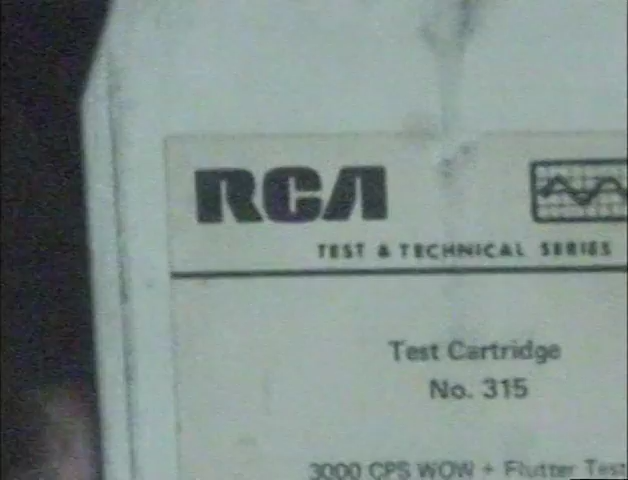 RCA
TEST & TECHNICAL SERIES
Test Cartridge
No. 315
3000 CPS WOW + Flutter Test